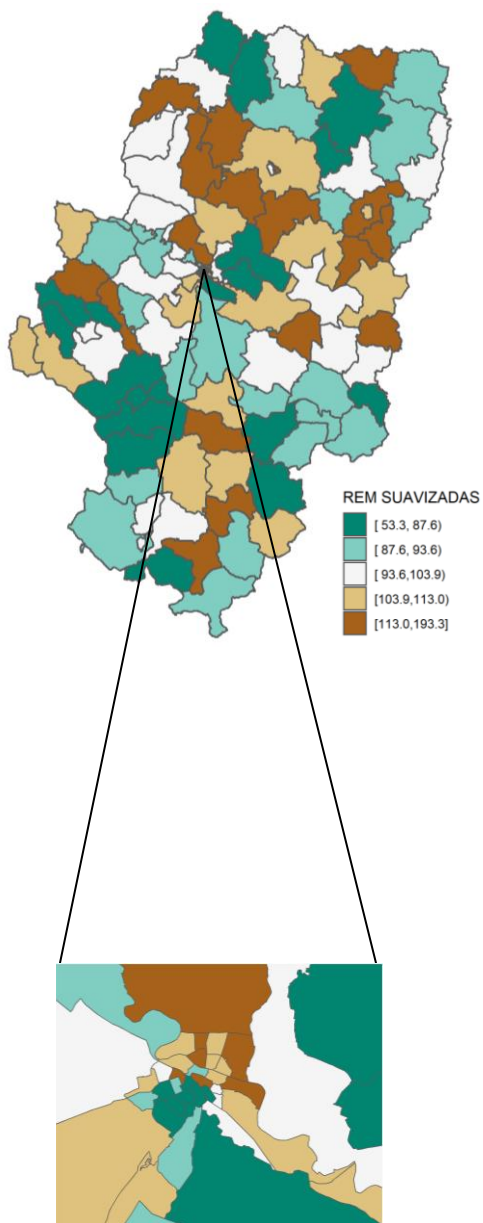 REM SUAVIZADAS
[ 53.3, 87.6)
[ 87.6, 93.6)
[ 93.6,103.9)
[103.9,113.0)
[113.0,193.3]